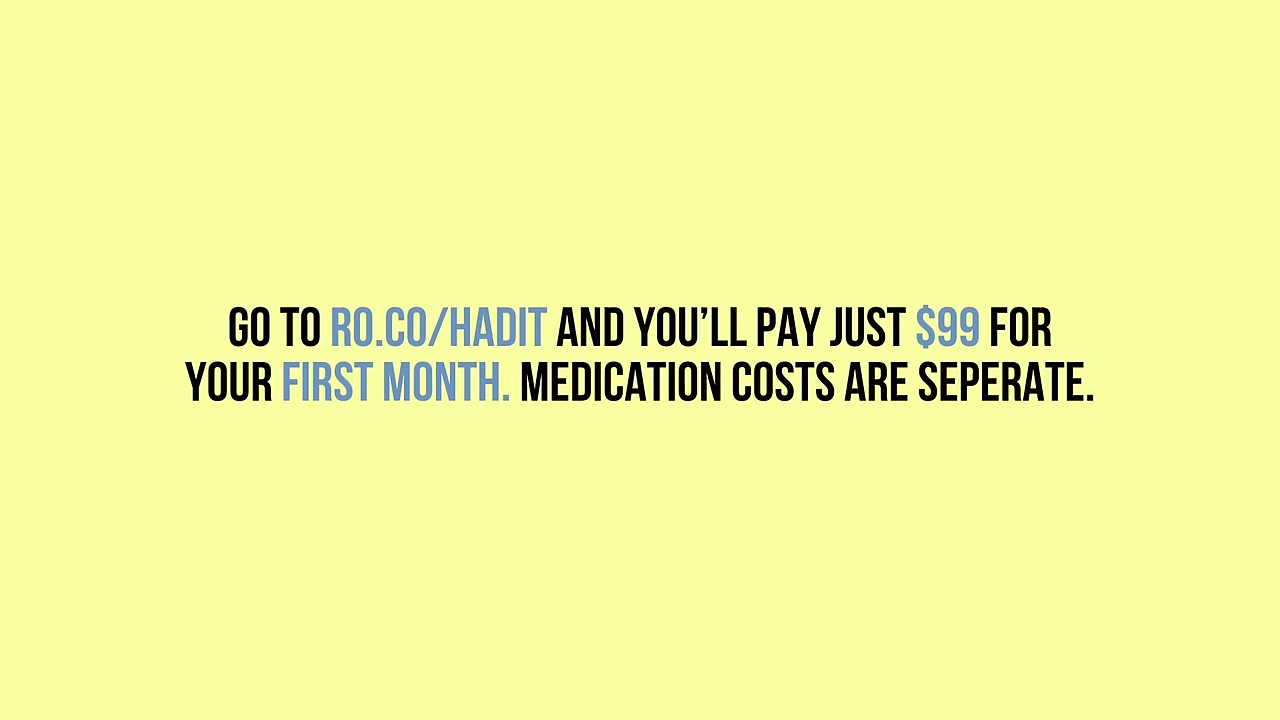 GO TO RO.CO/HADIT AND YOU’LL PAY JUST $99 FOR
YOUR FIRST MONTH. MEDICATION COSTS ARE SEPERATE.